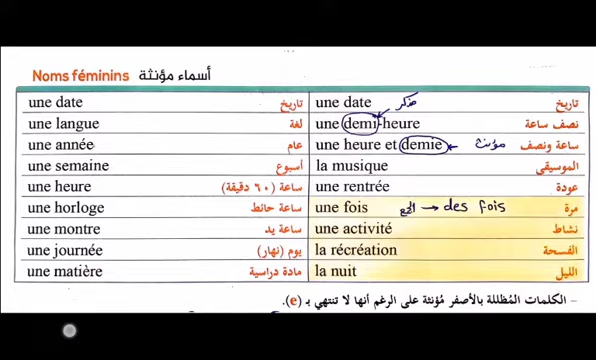 Noms féminins أسماء مؤنثة
une date تاريخ une date مذكر تاريخ
une langue لغة une demi-heure نصف ساعة
une année عام une heure et demie مؤنث ساعة ونصف
une semaine أسبوع la musique الموسيقى
une heure ساعة (٦٠ دقيقة) une rentrée عودة
une horloge ساعة حائط une fois الجمع → des fois مرة
une montre ساعة يد une activité نشاط
une journée يوم (نهار) la récréation الفسحة
une matière مادة دراسية la nuit الليل
– الكلمات المُظللة بالأصفر مُؤنثة على الرغم أنها لا تنتهي بـ (e).